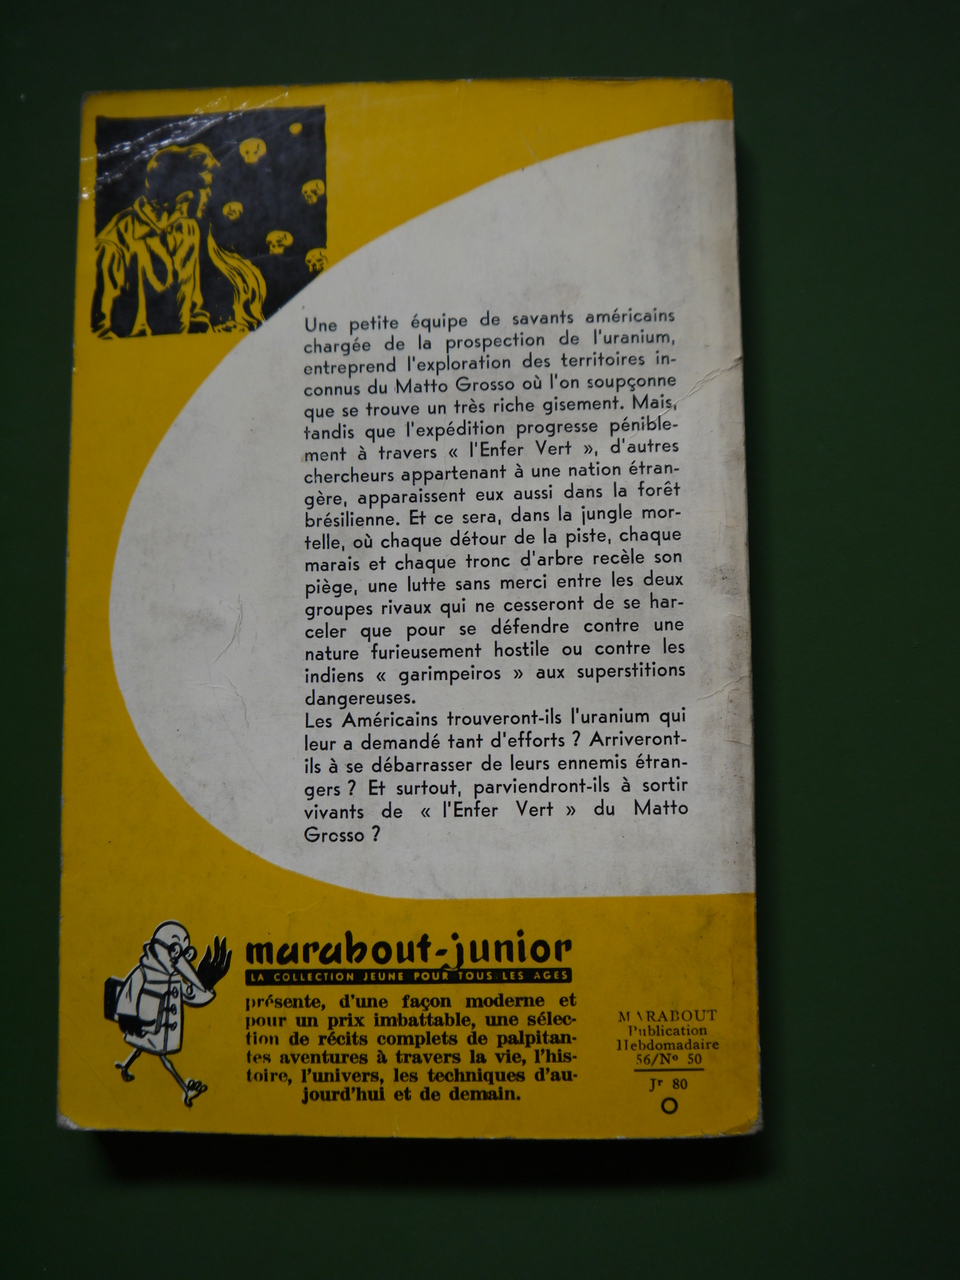 Une petite équipe de savants américains
chargée de la prospection de l'uranium,
entreprend l'exploration des territoires in-
connus du Matto Grosso où l'on soupçonne
que se trouve un très riche gisement. Mais,
tandis que l'expédition progresse pénible-
ment à travers « l'Enfer Vert », d'autres
chercheurs appartenant à une nation étran-
gère, apparaissent eux aussi dans la forêt
brésilienne. Et ce sera, dans la jungle mor-
telle, où chaque détour de la piste, chaque
marais et chaque tronc d'arbre recèle son
piège, une lutte sans merci entre les deux
groupes rivaux qui ne cesseront de se har-
celer que pour se défendre contre une
nature furieusement hostile ou contre les
indiens « garimpeiros » aux superstitions
dangereuses.
Les Américains trouveront-ils l'uranium qui
leur a demandé tant d'efforts ? Arriveront-
ils à se débarrasser de leurs ennemis étran-
gers ? Et surtout, parviendront-ils à sortir
vivants de « l'Enfer Vert » du Matto
Grosso ?
marabout-junior
LA COLLECTION JEUNE POUR TOUS LES AGES
présente, d'une façon moderne et
pour un prix imbattable, une sélec-
tion de récits complets de palpitan-
tes aventures à travers la vie, l'his-
toire, l'univers, les techniques d'au-
jourd'hui et de demain.
MARABOUT
Publication
Hebdomadaire
56/Nº 50
Jr 80